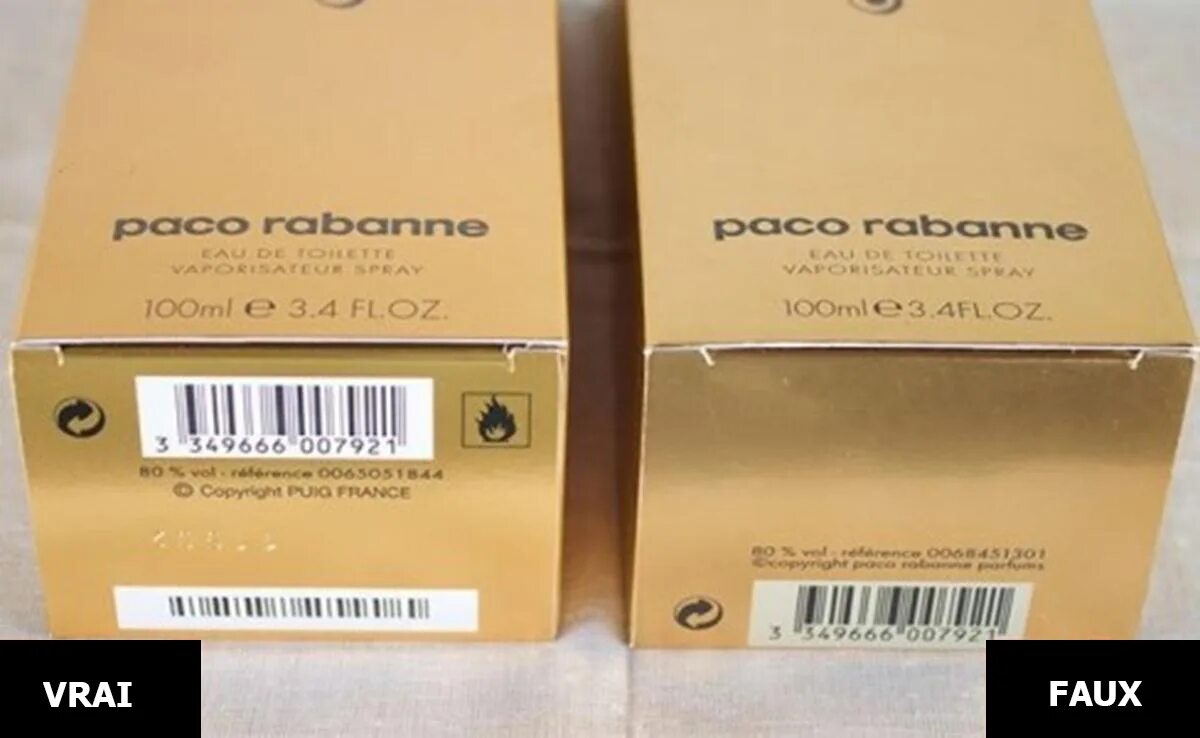 paco rabanne
EAU DE TOILETTE
VAPORISATEUR SPRAY
100ml e 3.4 FL.OZ.
3 349666 007921
80 % vol - référence 0065051844
© Copyright PUIG FRANCE
VRAI
paco rabanne
EAU DE TOILETTE
VAPORISATEUR SPRAY
100ml e 3.4FL.OZ.
80 % vol - référence 0068451301
©copyright paco rabanne parfums
3 349666 007921
FAUX